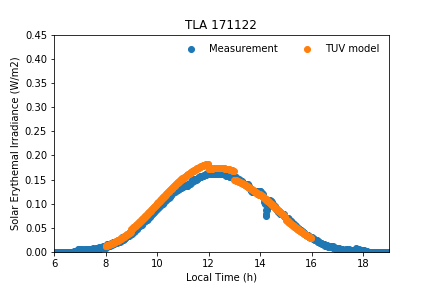 TLA 171122
Measurement TUV model
Solar Erythemal Irradiance (W/m2)
0.45
0.40
0.35
0.30
0.25
0.20
0.15
0.10
0.05
0.00
6 8 10 12 14 16 18
Local Time (h)